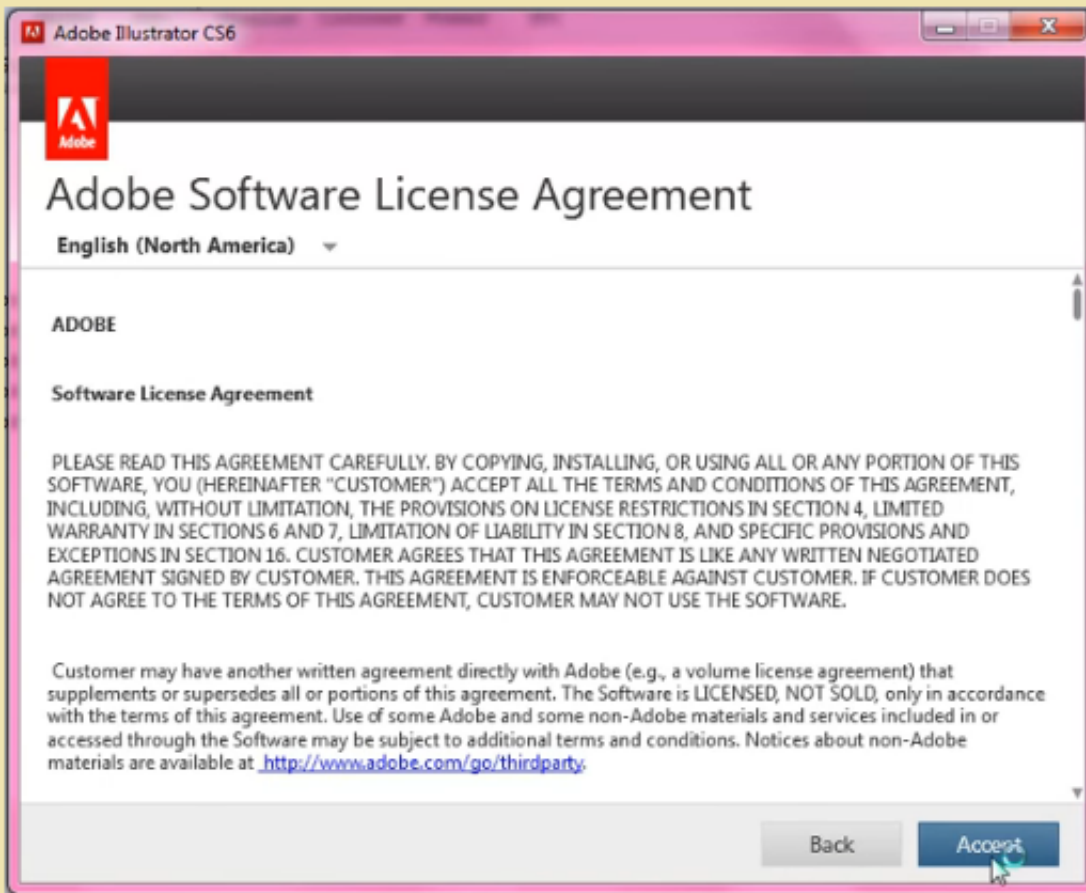 Adobe Illustrator CS6
Adobe
Adobe Software License Agreement
English (North America)
ADOBE
Software License Agreement
PLEASE READ THIS AGREEMENT CAREFULLY. BY COPYING, INSTALLING, OR USING ALL OR ANY PORTION OF THIS
SOFTWARE, YOU (HEREINAFTER "CUSTOMER") ACCEPT ALL THE TERMS AND CONDITIONS OF THIS AGREEMENT,
INCLUDING, WITHOUT LIMITATION, THE PROVISIONS ON LICENSE RESTRICTIONS IN SECTION 4, LIMITED
WARRANTY IN SECTIONS 6 AND 7, LIMITATION OF LIABILITY IN SECTION 8, AND SPECIFIC PROVISIONS AND
EXCEPTIONS IN SECTION 16. CUSTOMER AGREES THAT THIS AGREEMENT IS LIKE ANY WRITTEN NEGOTIATED
AGREEMENT SIGNED BY CUSTOMER. THIS AGREEMENT IS ENFORCEABLE AGAINST CUSTOMER. IF CUSTOMER DOES
NOT AGREE TO THE TERMS OF THIS AGREEMENT, CUSTOMER MAY NOT USE THE SOFTWARE.
Customer may have another written agreement directly with Adobe (e.g., a volume license agreement) that
supplements or supersedes all or portions of this agreement. The Software is LICENSED, NOT SOLD, only in accordance
with the terms of this agreement. Use of some Adobe and some non-Adobe materials and services included in or
accessed through the Software may be subject to additional terms and conditions. Notices about non-Adobe
materials are available at http://www.adobe.com/go/thirdparty.
Back
Accept